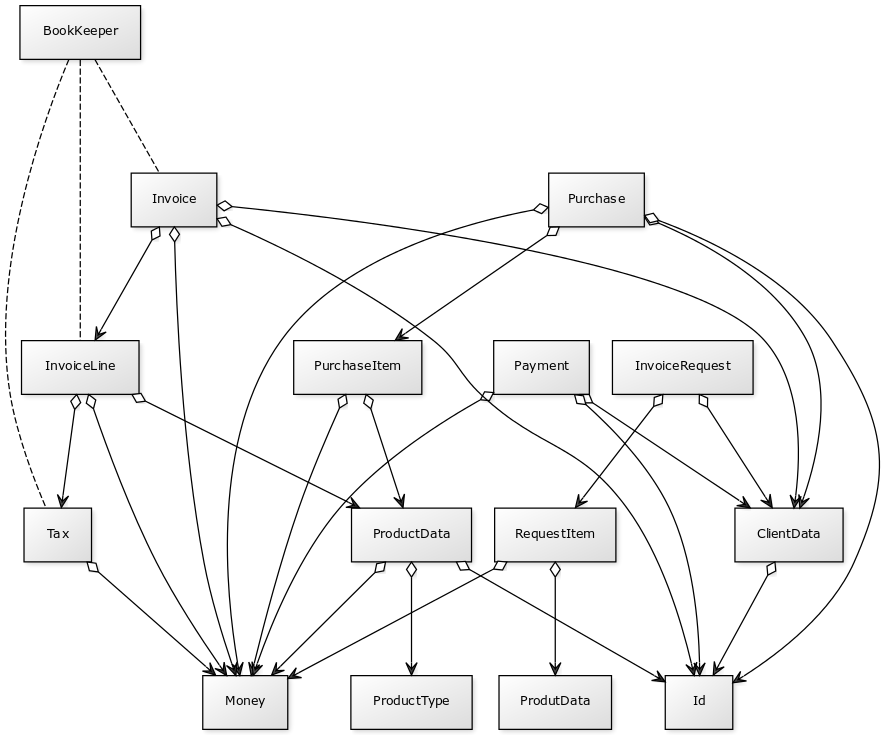 BookKeeper
Invoice
Purchase
InvoiceLine
PurchaseItem
Payment
InvoiceRequest
Tax
ProductData
RequestItem
ClientData
Money
ProductType
ProdutData
Id